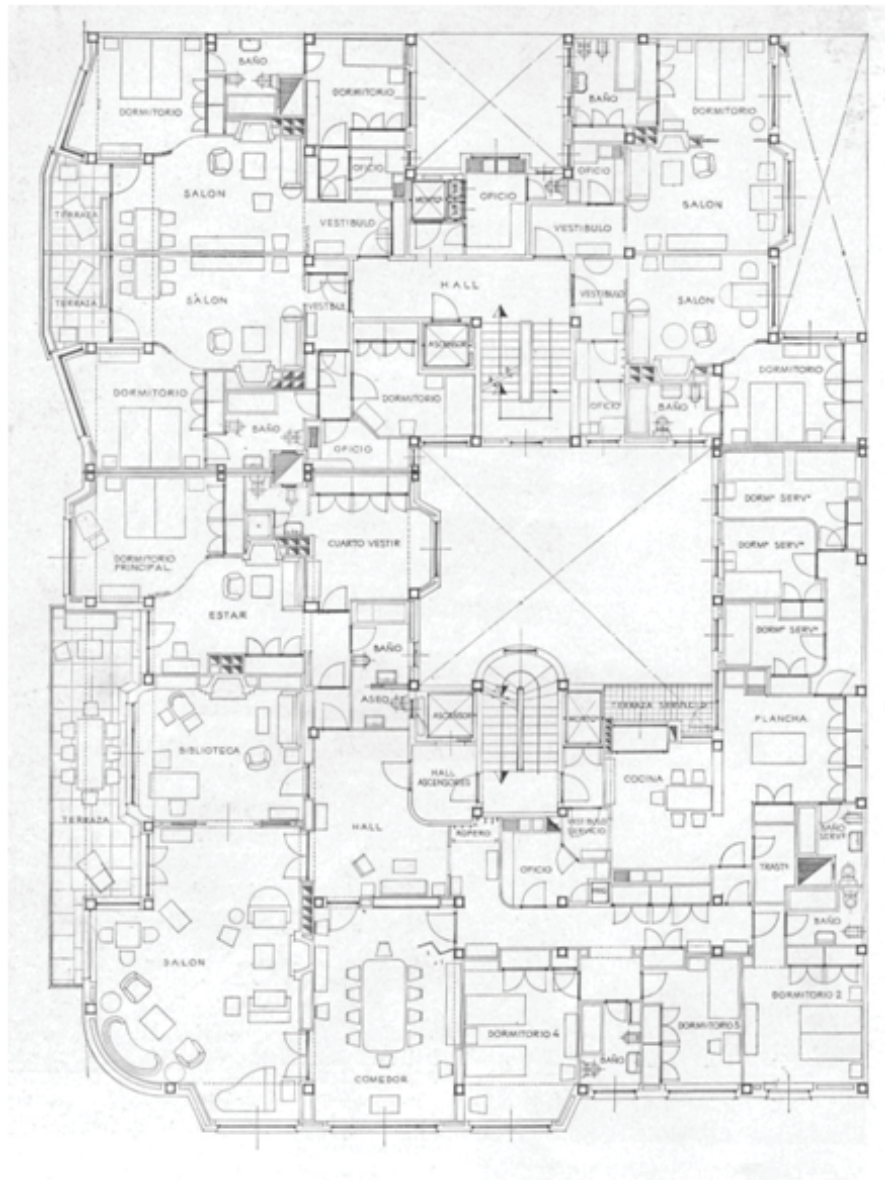 BAÑO
DORMITORIO
DORMITORIO
BAÑO
DORMITORIO
OFICIO
OFICIO
OFICIO
SALON
SALON
TERRAZA
VESTIBULO
VESTIBULO
HALL
TERRAZA
SALON
VESTIBUL
VESTIBULO
SALON
ASCENSOR
DORMITORIO
DORMITORIO
DORMITORIO
BAÑO
OFICIO
OFICIO
BAÑO
DORMº SERVº
DORMITORIO
PRINCIPAL.
CUARTO VESTIR
DORMº SERVº
ESTAR
BAÑO
DORMº SERVº
ASEO
ASCENSOR
TERRAZA SERVICIO
PLANCHA
BIBLIOTECA
HALL
ASCENSORES
COCINA
TERRAZA
HALL
ROPERO
VESTIBULO
SERVICIO
BAÑO
SERVº
OFICIO
TRASTº
BAÑO
SALON
DORMITORIO 4
BAÑO
DORMITORIO 3
DORMITORIO 2
COMEDOR